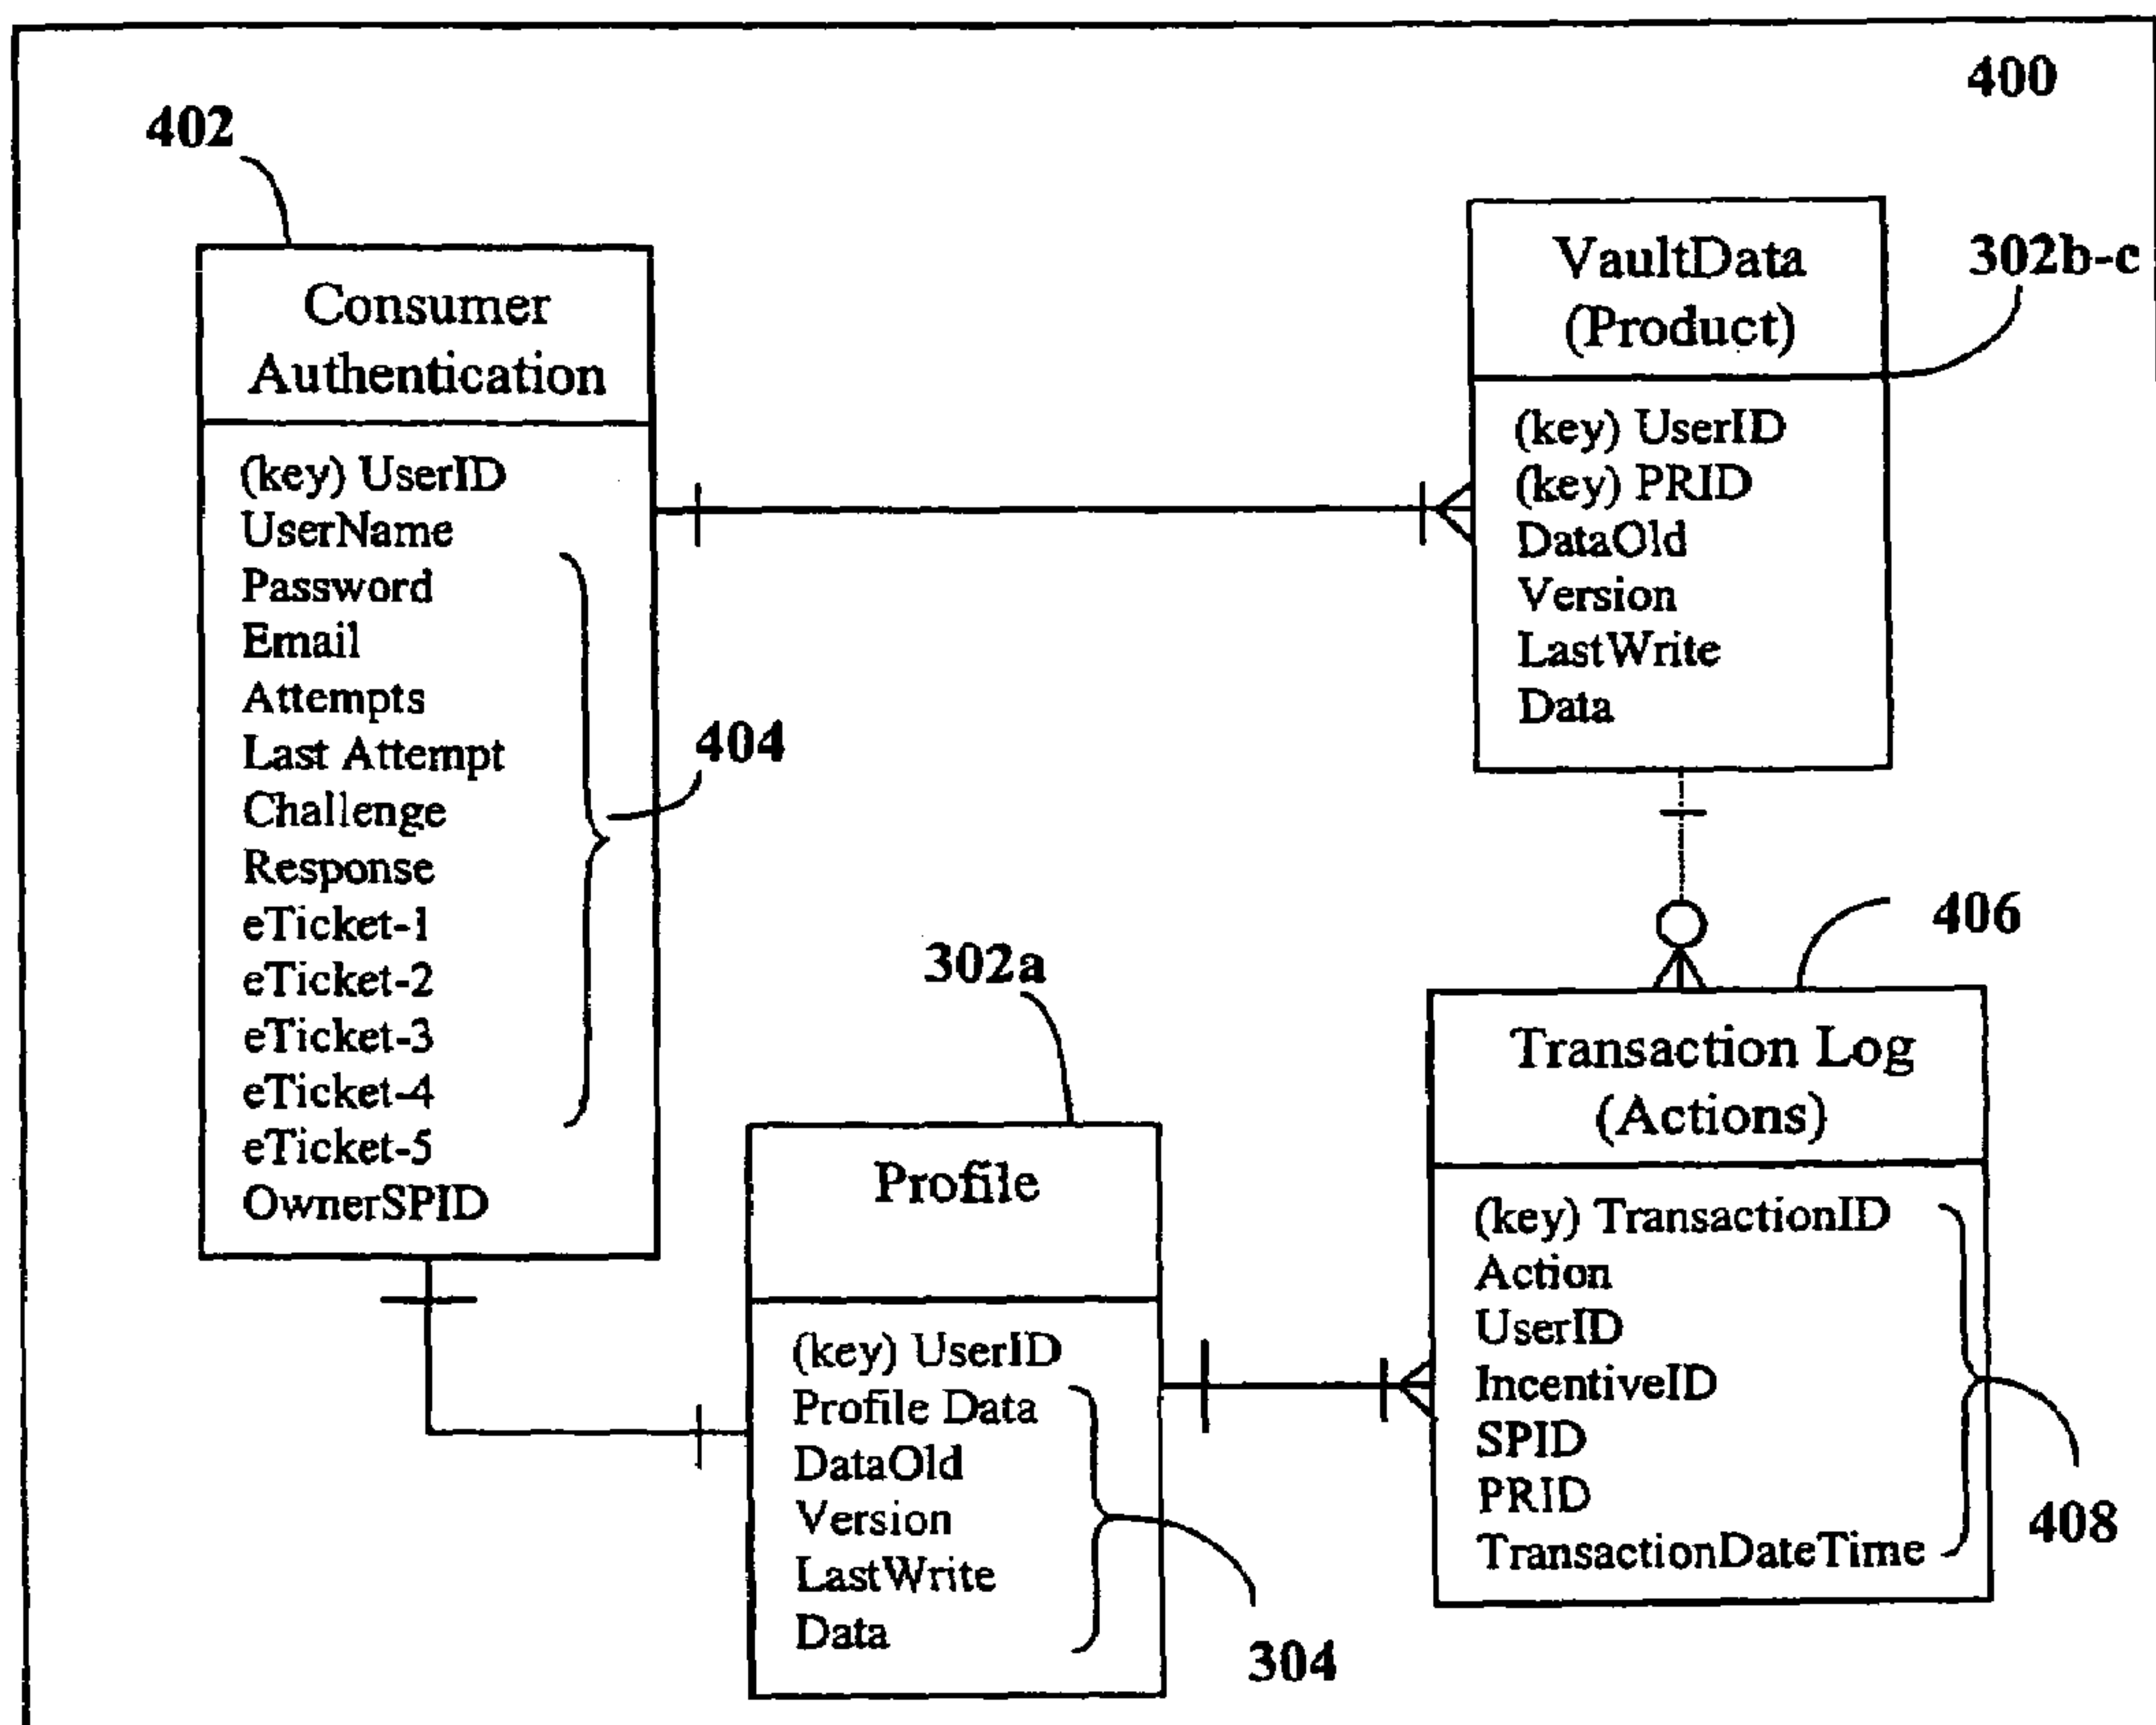 400
402
Consumer
Authentication
(key) UserID
UserName
Password
Email
Attempts
Last Attempt
Challenge
Response
eTicket-1
eTicket-2
eTicket-3
eTicket-4
eTicket-5
OwnerSPID
404
VaultData
(Product)
302b-c
(key) UserID
(key) PRID
DataOld
Version
LastWrite
Data
302a
Profile
(key) UserID
Profile Data
DataOld
Version
LastWrite
Data
304
406
Transaction Log
(Actions)
(key) TransactionID
Action
UserID
IncentiveID
SPID
PRID
TransactionDateTime
408